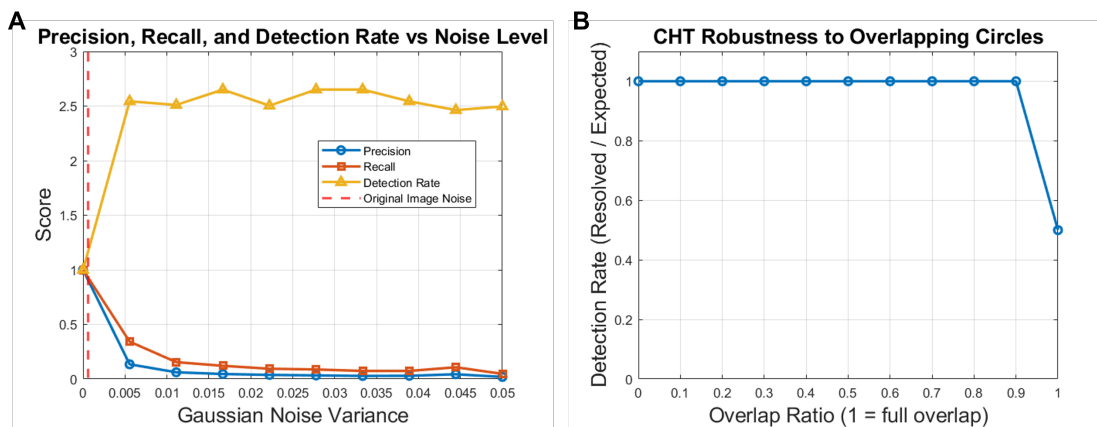 A
Precision, Recall, and Detection Rate vs Noise Level
3
2.5
2
1.5
1
0.5
0
Score
Precision
Recall
Detection Rate
Original Image Noise
0 0.005 0.01 0.015 0.02 0.025 0.03 0.035 0.04 0.045 0.05
Gaussian Noise Variance
B
CHT Robustness to Overlapping Circles
1
0.8
0.6
0.4
0.2
0
Detection Rate (Resolved / Expected)
0 0.1 0.2 0.3 0.4 0.5 0.6 0.7 0.8 0.9 1
Overlap Ratio (1 = full overlap)